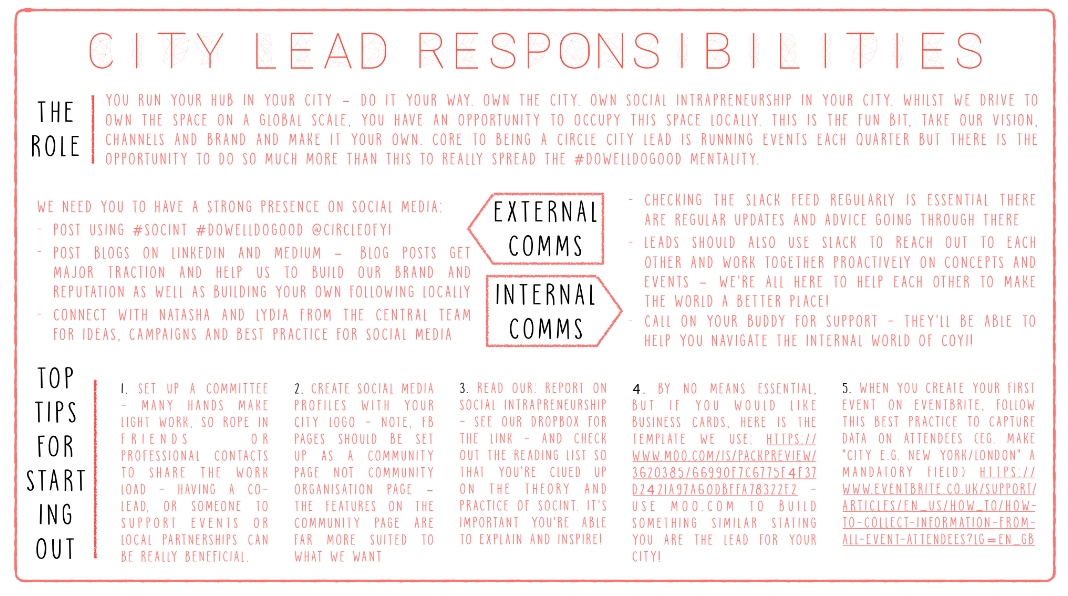 CITY LEAD RESPONSIBILITIES
THE
ROLE
YOU RUN YOUR HUB IN YOUR CITY – DO IT YOUR WAY. OWN THE CITY. OWN SOCIAL INTRAPRENEURSHIP IN YOUR CITY. WHILST WE DRIVE TO
OWN THE SPACE ON A GLOBAL SCALE, YOU HAVE AN OPPORTUNITY TO OCCUPY THIS SPACE LOCALLY. THIS IS THE FUN BIT, TAKE OUR VISION,
CHANNELS AND BRAND AND MAKE IT YOUR OWN. CORE TO BEING A CIRCLE CITY LEAD IS RUNNING EVENTS EACH QUARTER BUT THERE IS THE
OPPORTUNITY TO DO SO MUCH MORE THAN THIS TO REALLY SPREAD THE #DOWELLDOGOOD MENTALITY.
WE NEED YOU TO HAVE A STRONG PRESENCE ON SOCIAL MEDIA:
- POST USING #SOCINT #DOWELLDOGOOD @CIRCLEOFYI
- POST BLOGS ON LINKEDIN AND MEDIUM – BLOG POSTS GET
MAJOR TRACTION AND HELP US TO BUILD OUR BRAND AND
REPUTATION AS WELL AS BUILDING YOUR OWN FOLLOWING LOCALLY
- CONNECT WITH NATASHA AND LYDIA FROM THE CENTRAL TEAM
FOR IDEAS, CAMPAIGNS AND BEST PRACTICE FOR SOCIAL MEDIA
EXTERNAL
COMMS
INTERNAL
COMMS
- CHECKING THE SLACK FEED REGULARLY IS ESSENTIAL THERE
ARE REGULAR UPDATES AND ADVICE GOING THROUGH THERE
- LEADS SHOULD ALSO USE SLACK TO REACH OUT TO EACH
OTHER AND WORK TOGETHER PROACTIVELY ON CONCEPTS AND
EVENTS – WE'RE ALL HERE TO HELP EACH OTHER TO MAKE
THE WORLD A BETTER PLACE!
- CALL ON YOUR BUDDY FOR SUPPORT – THEY'LL BE ABLE TO
HELP YOU NAVIGATE THE INTERNAL WORLD OF COYI!
TOP
TIPS
FOR
START
ING
OUT
1. SET UP A COMMITTEE
– MANY HANDS MAKE
LIGHT WORK, SO ROPE IN
FRIENDS OR
PROFESSIONAL CONTACTS
TO SHARE THE WORK
LOAD – HAVING A CO-
LEAD, OR SOMEONE TO
SUPPORT EVENTS OR
LOCAL PARTNERSHIPS CAN
BE REALLY BENEFICIAL.
2. CREATE SOCIAL MEDIA
PROFILES WITH YOUR
CITY LOGO – NOTE, FB
PAGES SHOULD BE SET
UP AS A COMMUNITY
PAGE NOT COMMUNITY
ORGANISATION PAGE –
THE FEATURES ON THE
COMMUNITY PAGE ARE
FAR MORE SUITED TO
WHAT WE WANT
3. READ OUR: REPORT ON
SOCIAL INTRAPRENEURSHIP
– SEE OUR DROPBOX FOR
THE LINK – AND CHECK
OUT THE READING LIST SO
THAT YOU'RE CLUED UP
ON THE THEORY AND
PRACTICE OF SOCINT. IT'S
IMPORTANT YOU'RE ABLE
TO EXPLAIN AND INSPIRE!
4. BY NO MEANS ESSENTIAL,
BUT IF YOU WOULD LIKE
BUSINESS CARDS, HERE IS THE
TEMPLATE WE USE: HTTPS://
WWW.MOO.COM/IS/PACKPREVIEW/
3620385/66990F7C6775F4F37
D2421A97A60DBFFA78322F2 –
USE MOO.COM TO BUILD
SOMETHING SIMILAR STATING
YOU ARE THE LEAD FOR YOUR
CITY!
5. WHEN YOU CREATE YOUR FIRST
EVENT ON EVENTBRITE, FOLLOW
THIS BEST PRACTICE TO CAPTURE
DATA ON ATTENDEES (EG. MAKE
"CITY E.G. NEW YORK/LONDON" A
MANDATORY FIELD) HTTPS://
WWW.EVENTBRITE.CO.UK/SUPPORT/
ARTICLES/EN_US/HOW_TO/HOW-
TO-COLLECT-INFORMATION-FROM-
ALL-EVENT-ATTENDEES?LG=EN_GB